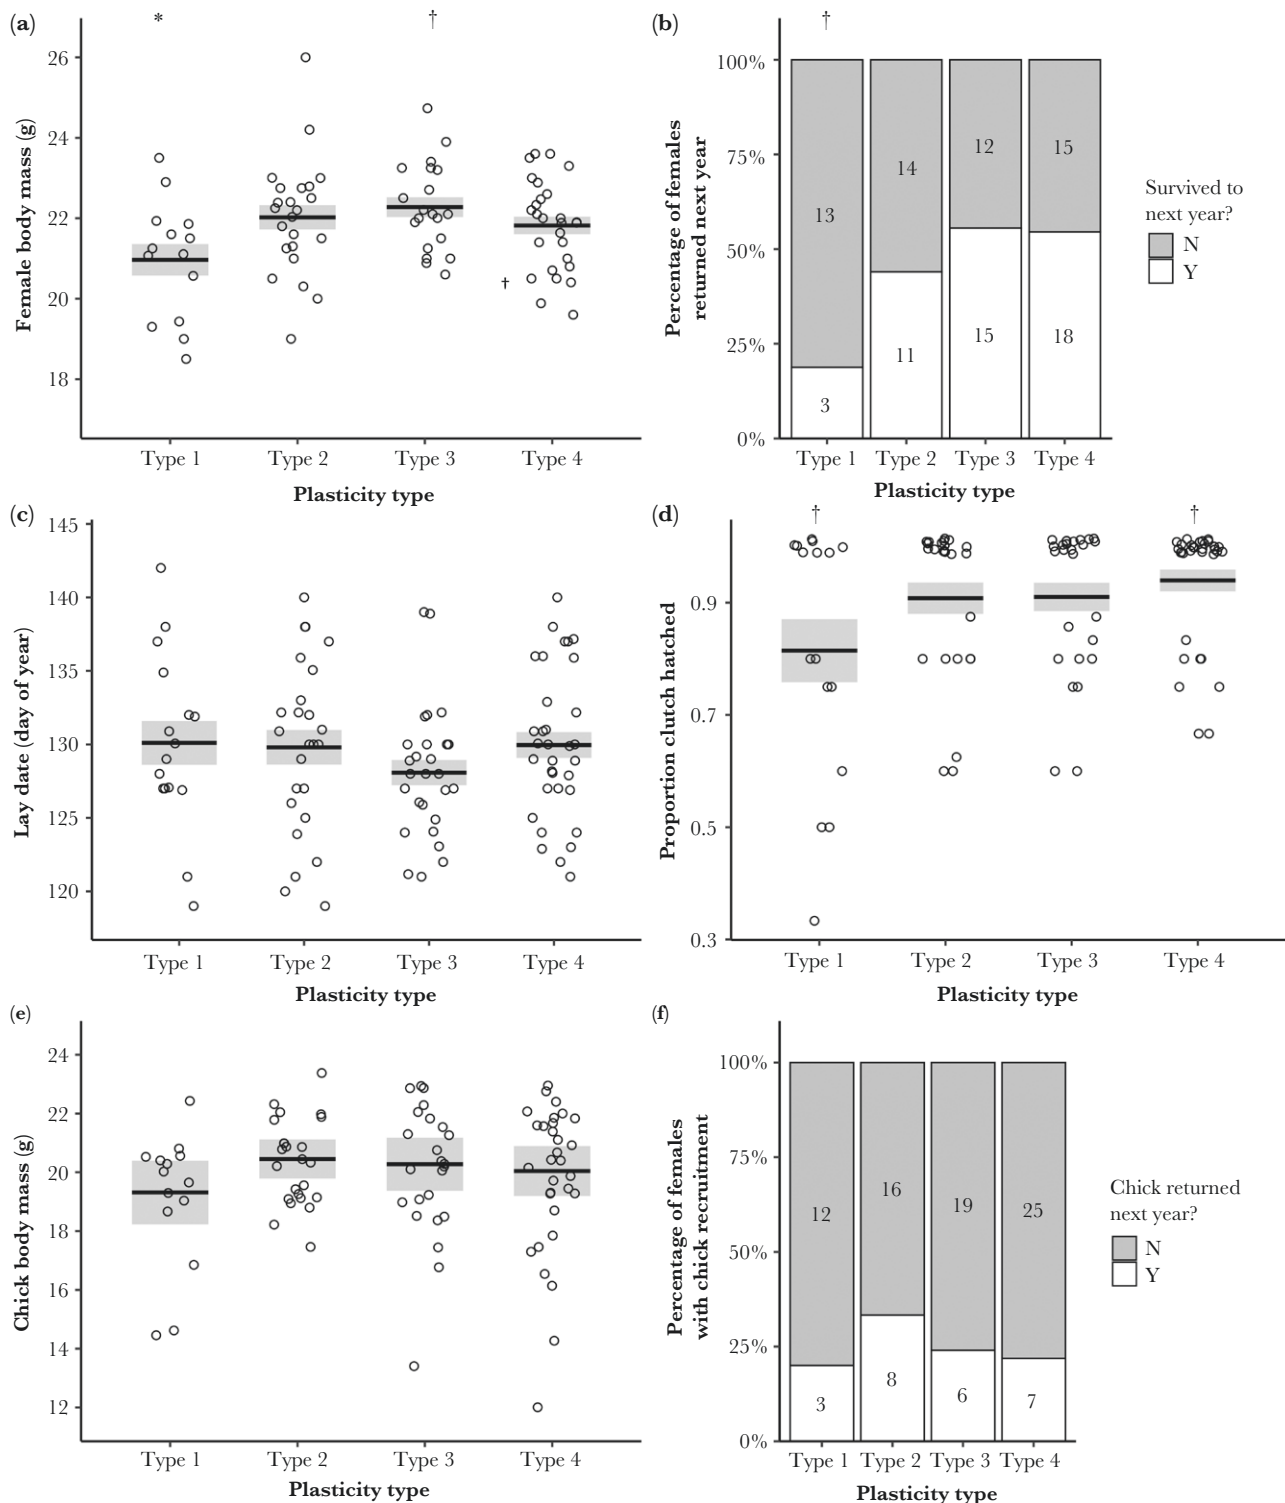 (a)
*
†
26
24
22
20
18
†
Female body mass (g)
Type 1
Type 2
Type 3
Type 4
Plasticity type
(b)
†
100%
75%
50%
25%
0%
Percentage of females
returned next year
13
14
12
15
3
11
15
18
Type 1
Type 2
Type 3
Type 4
Plasticity type
Survived to
next year?
N
Y
(c)
145
140
135
130
125
120
Lay date (day of year)
Type 1
Type 2
Type 3
Type 4
Plasticity type
(d)
†
†
0.9
0.7
0.5
0.3
Proportion clutch hatched
Type 1
Type 2
Type 3
Type 4
Plasticity type
(e)
24
22
20
18
16
14
12
Chick body mass (g)
Type 1
Type 2
Type 3
Type 4
Plasticity type
(f)
100%
75%
50%
25%
0%
Percentage of females
with chick recruitment
12
16
19
25
3
8
6
7
Type 1
Type 2
Type 3
Type 4
Plasticity type
Chick returned
next year?
N
Y